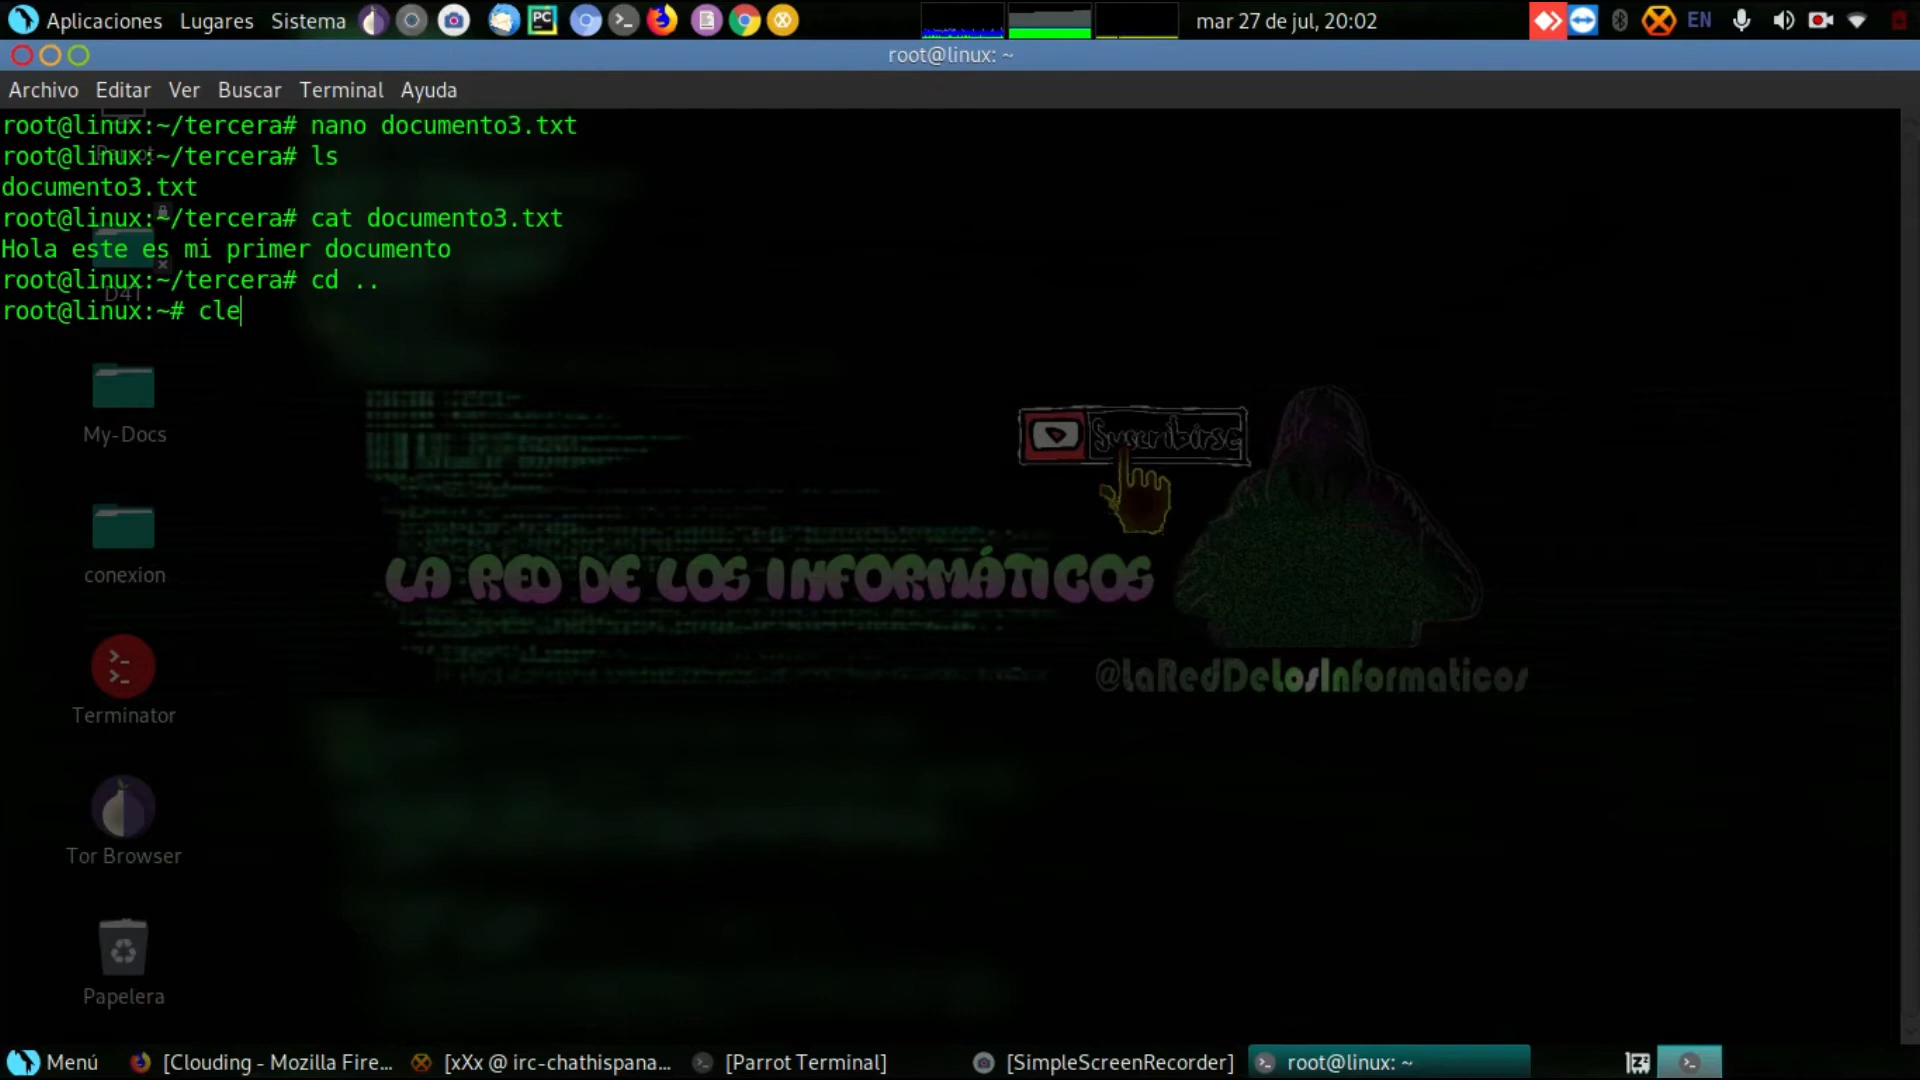 Aplicaciones Lugares Sistema
mar 27 de jul, 20:02
EN
root@linux: ~
Archivo Editar Ver Buscar Terminal Ayuda
root@linux:~/tercera# nano documento3.txt
root@linux:~/tercera# ls
documento3.txt
root@linux:~/tercera# cat documento3.txt
Hola este es mi primer documento
root@linux:~/tercera# cd ..
root@linux:~# cle
Parrot
D4T
My-Docs
conexion
Terminator
Tor Browser
Papelera
Suscribirse
LA RED DE LOS INFORMÁTICOS
@laRedDeLosInformaticos
Menú [Clouding - Mozilla Fire... [xXx @ irc-chathispana... [Parrot Terminal] [SimpleScreenRecorder] root@linux: ~